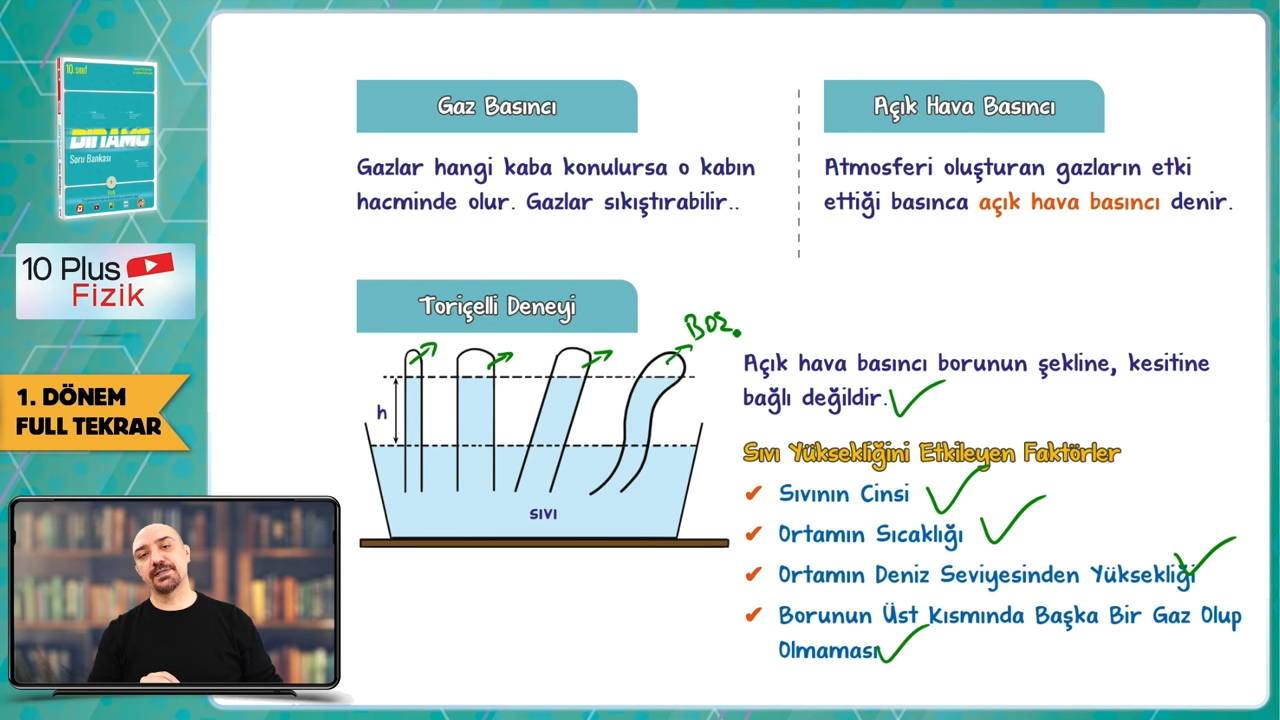 10. SINIF
DİNAMO
Soru Bankası
10 Plus
Fizik
1. DÖNEM
FULL TEKRAR
Gaz Basıncı
Gazlar hangi kaba konulursa o kabın
hacminde olur. Gazlar sıkıştırabilir..
Açık Hava Basıncı
Atmosferi oluşturan gazların etki
ettiği basınca açık hava basıncı denir.
Toriçelli Deneyi
Boş.
h
SIVI
Açık hava basıncı borunun şekline, kesitine
bağlı değildir.
Sıvı Yüksekliğini Etkileyen Faktörler
✔ Sıvının Cinsi
✔ Ortamın Sıcaklığı
✔ Ortamın Deniz Seviyesinden Yüksekliği
✔ Borunun Üst Kısmında Başka Bir Gaz Olup
Olmaması